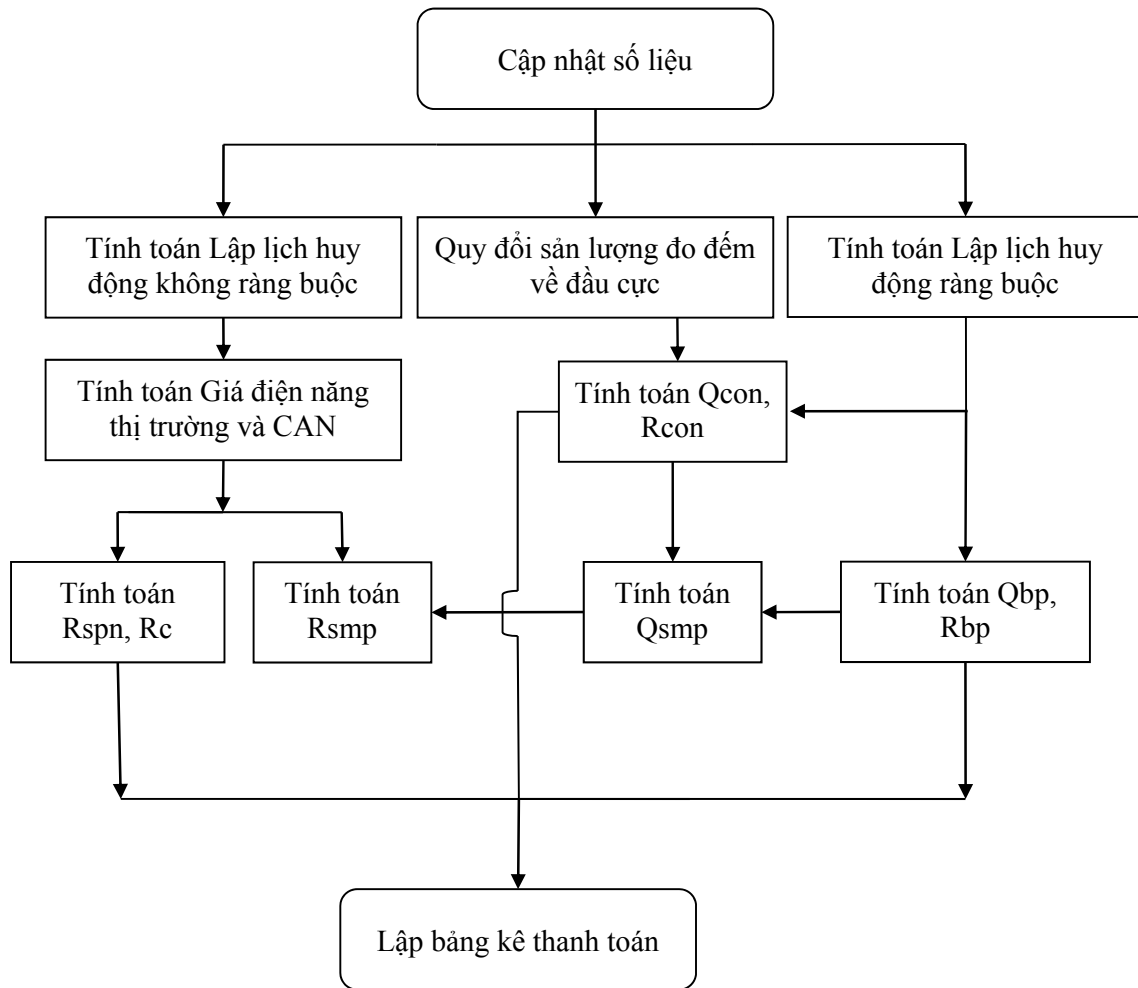 Cập nhật số liệu
Tính toán Lập lịch huy
động không ràng buộc
Quy đổi sản lượng đo đếm
về đầu cực
Tính toán Lập lịch huy
động ràng buộc
Tính toán Giá điện năng
thị trường và CAN
Tính toán Qcon,
Rcon
Tính toán
Rspn, Rc
Tính toán
Rsmp
Tính toán
Qsmp
Tính toán Qbp,
Rbp
Lập bảng kê thanh toán